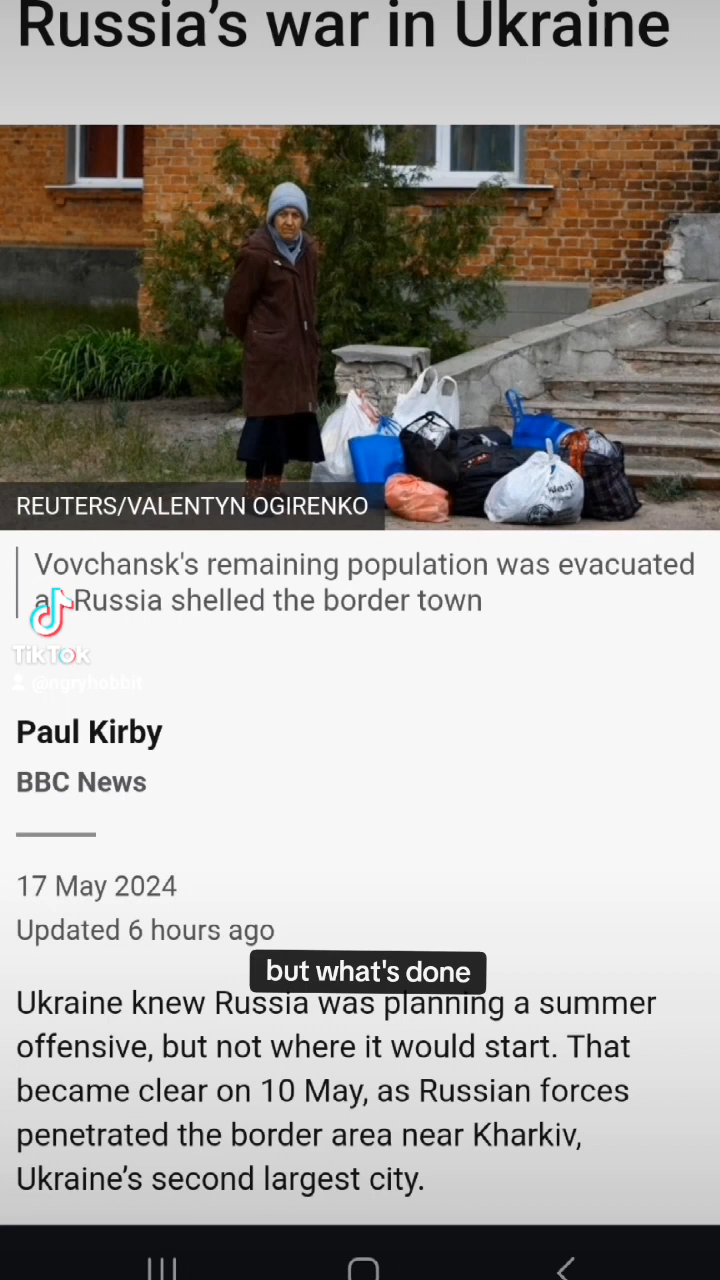 Russia's war in Ukraine
REUTERS/VALENTYN OGIRENKO
Vovchansk's remaining population was evacuated
Russia shelled the border town
TikTok
@ngryhobbit
Paul Kirby
BBC News
17 May 2024
Updated 6 hours ago
but what's done
Ukraine knew Russia was planning a summer
offensive, but not where it would start. That
became clear on 10 May, as Russian forces
penetrated the border area near Kharkiv,
Ukraine’s second largest city.